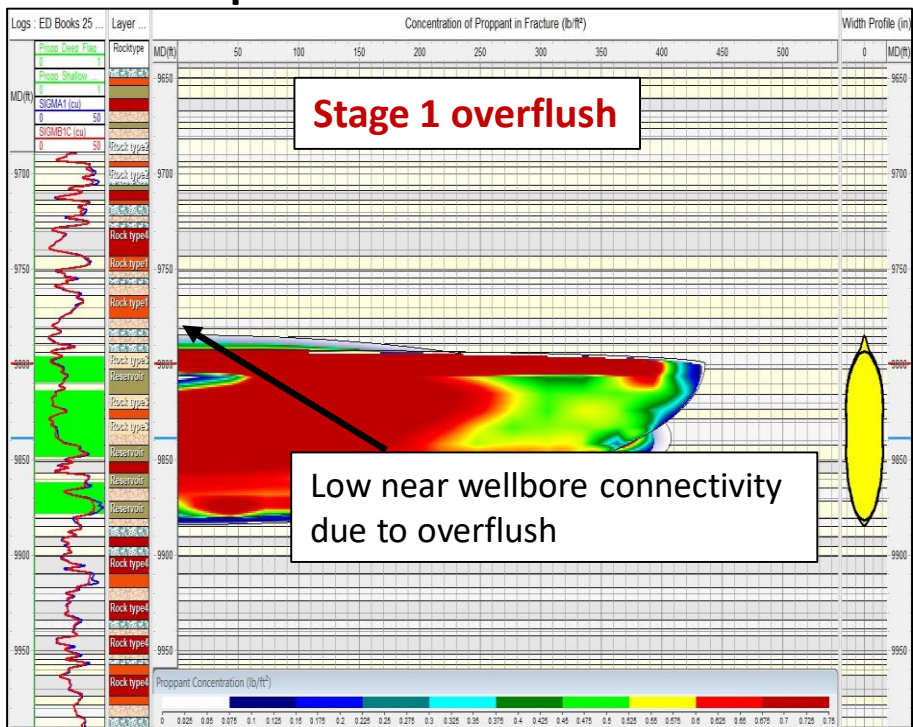 Logs : ED Books 25 ... Layer ... Concentration of Proppant in Fracture (lb/ft²) Width Profile (in)
Propp Deep Flag Rocktype MD(ft) 50 100 150 200 250 300 350 400 450 500 0 MD(ft)
0 1
Propp Shallow ...
0 1
MD(ft)
SIGMA1 (cu)
0 50
SIGMB1C (cu)
0 50
9650 9650
Stage 1 overflush
Rock type2
9700 Rock type2 9700 9700
Rock type4
9750 Rock type1 9750 9750
Rock type1
9800 Rock type3 9800 9800
Reservoir
Rock type3
Rock type3
9850 Reservoir 9850 9850
Reservoir
Reservoir
Low near wellbore connectivity
due to overflush
9900 9900 9900
Rock type4
Rock type4
9950 Rock type4 9950 9950
Rock type4
Proppant Concentration (lb/ft²)
0 0.025 0.05 0.075 0.1 0.125 0.15 0.175 0.2 0.225 0.25 0.275 0.3 0.325 0.35 0.375 0.4 0.425 0.45 0.475 0.5 0.525 0.55 0.575 0.6 0.625 0.65 0.675 0.7 0.725 0.75